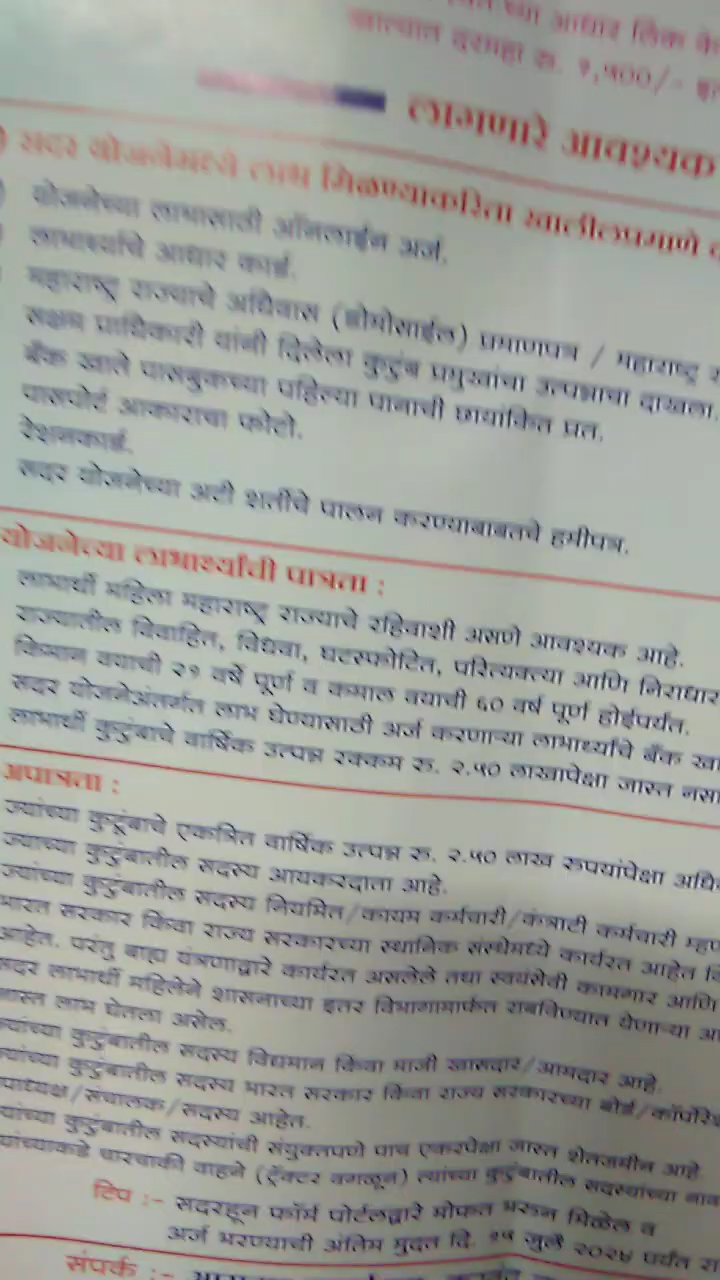 च्या आधार लिंक
खात्यात दरमहा रु. १,५००/-
लागणारे आवश्यक
सदर योजनेमध्ये लाभ मिळण्याकरिता खालीलप्रमाणे
योजनेच्या लाभासाठी ऑनलाईन अर्ज.
लाभार्थ्याचे आधार कार्ड.
महाराष्ट्र राज्याचे अधिवास (डोमोसाईल) प्रमाणपत्र / महाराष्ट्र
सक्षम प्राधिकारी यांनी दिलेला कुटुंब प्रमुखांचा उत्पन्नाचा दाखला.
बँक खाते पासबुकच्या पहिल्या पानाची छायांकित प्रत.
पासपोर्ट आकाराचा फोटो.
रेशनकार्ड.
सदर योजनेच्या अटी शर्तीचे पालन करण्याबाबतचे हमीपत्र.
योजनेच्या लाभार्थ्यांची पात्रता :
लाभार्थी महिला महाराष्ट्र राज्याचे रहिवाशी असणे आवश्यक आहे.
राज्यातील विवाहित, विधवा, घटस्फोटित, परित्यक्त्या आणि निराधार
किमान वयाची २१ वर्षे पूर्ण व कमाल वयाची ६० वर्ष पूर्ण होईपर्यंत.
सदर योजनेअंतर्गत लाभ घेण्यासाठी अर्ज करणाऱ्या लाभार्थ्यांचे बँक
लाभार्थी कुटुंबाचे वार्षिक उत्पन्न रक्कम रु. २.५० लाखापेक्षा जास्त
अपात्रता :
ज्यांच्या कुटूंबाचे एकत्रित वार्षिक उत्पन्न रु. २.५० लाख रुपयांपेक्षा
ज्याच्या कुटुंबातील सदस्य आयकरदाता आहे.
ज्यांच्या कुटुंबातील सदस्य नियमित/कायम कर्मचारी/कंत्राटी कर्मचारी
भारत सरकार किंवा राज्य सरकारच्या स्थानिक संस्थेमध्ये कार्यरत आहेत
आहेत. परंतु बाह्य यंत्रणाद्वारे कार्यरत असलेले तथा स्वयंसेवी कामगार आणि
सदर लाभार्थी महिलेने शासनाच्या इतर विभागामार्फत राबविण्यात येणाऱ्या
जास्त लाभ घेतला असेल.
ज्यांच्या कुटुंबातील सदस्य विद्यमान किंवा माजी खासदार/आमदार आहे.
ज्यांच्या कुटुंबातील सदस्य भारत सरकार किंवा राज्य सरकारच्या बोर्ड/
उपाध्यक्ष/संचालक/सदस्य आहेत.
ज्यांच्या कुटुंबातील सदस्यांची संयुक्तपणे पाच एकरपेक्षा जास्त शेतजमीन आहे
ज्यांच्याकडे चारचाकी वाहने (ट्रॅक्टर वगळून) त्यांच्या कुटुंबातील सदस्यांच्या
टिप :- सदरहून फॉर्म पोर्टलद्वारे मोफत भरुन मिळेल व
अर्ज भरण्याची अंतिम मुदत दि. १५ जुलै २०२४ पर्यंत
संपर्क :-